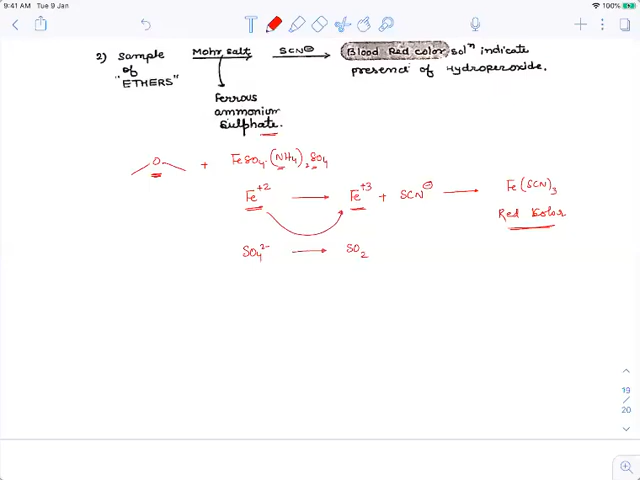 9:41 AM Tue 9 Jan
100%
2) Sample of "ETHERS" Mohr salt SCN⊖ Blood Red color solⁿ indicate presence of Hydroperoxide.
Ferrous ammonium sulphate.
O + FeSO4.(NH4)2SO4
Fe+2 → Fe+3 + SCN⊖ → Fe(SCN)3
Red Color
SO4 2- → SO2
19
/
20